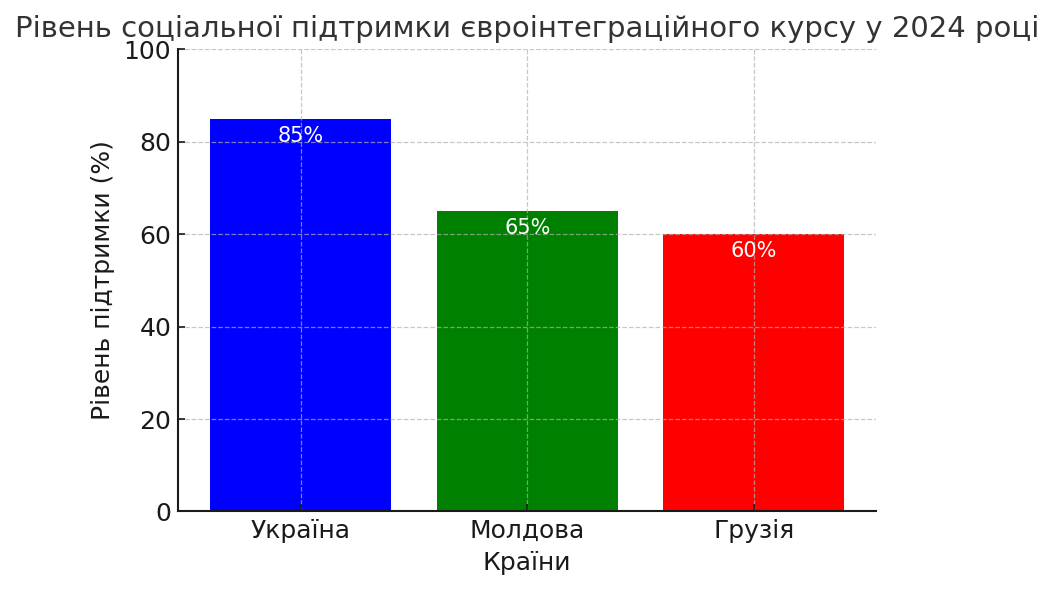 Рівень соціальної підтримки євроінтеграційного курсу у 2024 році
Рівень підтримки (%)
100
80
60
40
20
0
85%
65%
60%
Україна Молдова Грузія
Країни